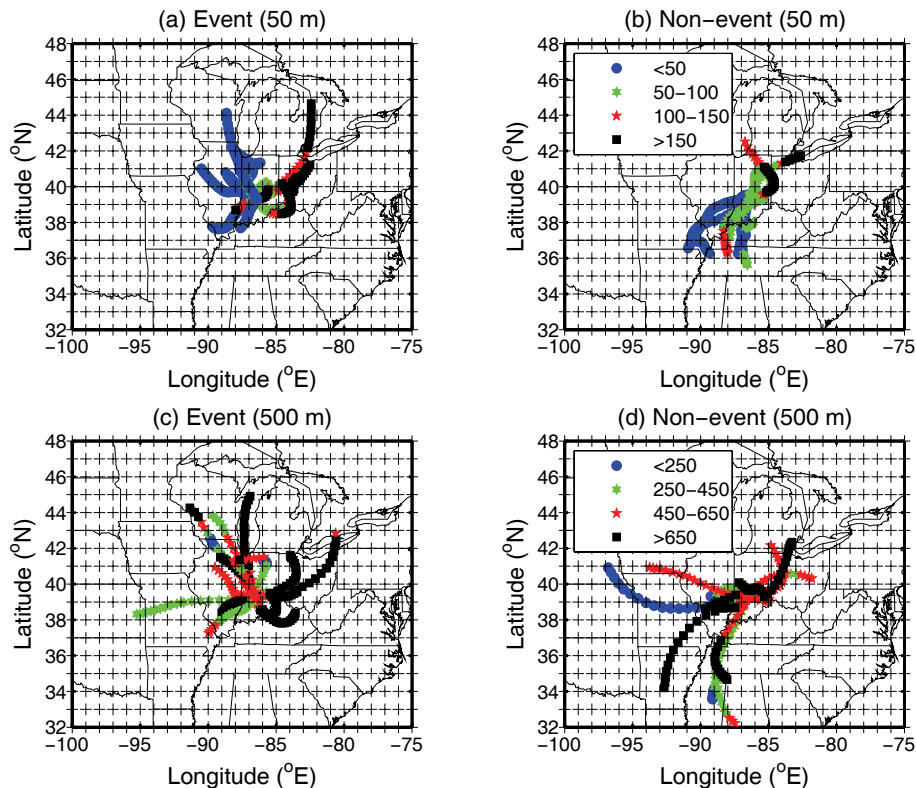 (a) Event (50 m)
48
46
44
42
40
38
36
34
32
Latitude (°N)
−100 −95 −90 −85 −80 −75
Longitude (°E)
(b) Non−event (50 m)
<50
50−100
100−150
>150
48
46
44
42
40
38
36
34
32
Latitude (°N)
−100 −95 −90 −85 −80 −75
Longitude (°E)
(c) Event (500 m)
48
46
44
42
40
38
36
34
32
Latitude (°N)
−100 −95 −90 −85 −80 −75
Longitude (°E)
(d) Non−event (500 m)
<250
250−450
450−650
>650
48
46
44
42
40
38
36
34
32
Latitude (°N)
−100 −95 −90 −85 −80 −75
Longitude (°E)